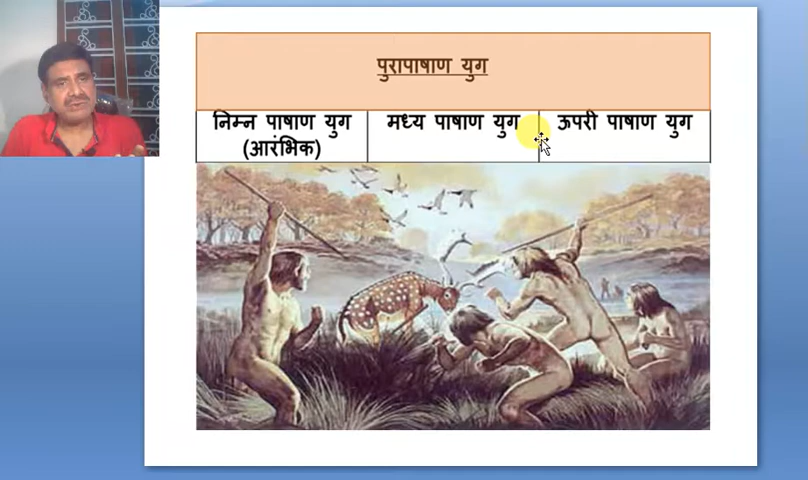 पुरापाषाण युग
निम्न पाषाण युग
(आरंभिक)
मध्य पाषाण युग
ऊपरी पाषाण युग